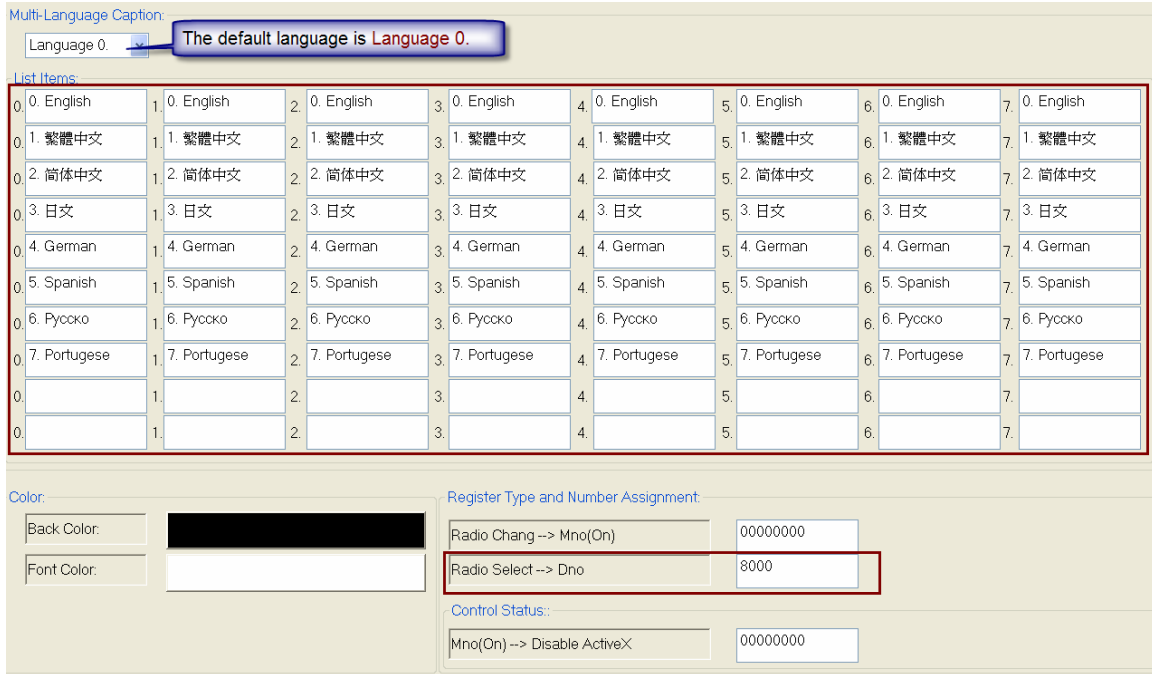 Multi-Language Caption:
Language 0.
The default language is Language 0.
List Items:
0. 0. English 1. 0. English 2. 0. English 3. 0. English 4. 0. English 5. 0. English 6. 0. English 7. 0. English
0. 1. 繁體中文 1. 1. 繁體中文 2. 1. 繁體中文 3. 1. 繁體中文 4. 1. 繁體中文 5. 1. 繁體中文 6. 1. 繁體中文 7. 1. 繁體中文
0. 2. 简体中文 1. 2. 简体中文 2. 2. 简体中文 3. 2. 简体中文 4. 2. 简体中文 5. 2. 简体中文 6. 2. 简体中文 7. 2. 简体中文
0. 3. 日文 1. 3. 日文 2. 3. 日文 3. 3. 日文 4. 3. 日文 5. 3. 日文 6. 3. 日文 7. 3. 日文
0. 4. German 1. 4. German 2. 4. German 3. 4. German 4. 4. German 5. 4. German 6. 4. German 7. 4. German
0. 5. Spanish 1. 5. Spanish 2. 5. Spanish 3. 5. Spanish 4. 5. Spanish 5. 5. Spanish 6. 5. Spanish 7. 5. Spanish
0. 6. Русско 1. 6. Русско 2. 6. Русско 3. 6. Русско 4. 6. Русско 5. 6. Русско 6. 6. Русско 7. 6. Русско
0. 7. Portugese 1. 7. Portugese 2. 7. Portugese 3. 7. Portugese 4. 7. Portugese 5. 7. Portugese 6. 7. Portugese 7. 7. Portugese
0. 1. 2. 3. 4. 5. 6. 7.
0. 1. 2. 3. 4. 5. 6. 7.
Color:
Back Color:
Font Color:
Register Type and Number Assignment:
Radio Chang --> Mno(On) 00000000
Radio Select --> Dno 8000
Control Status::
Mno(On) --> Disable ActiveX 00000000